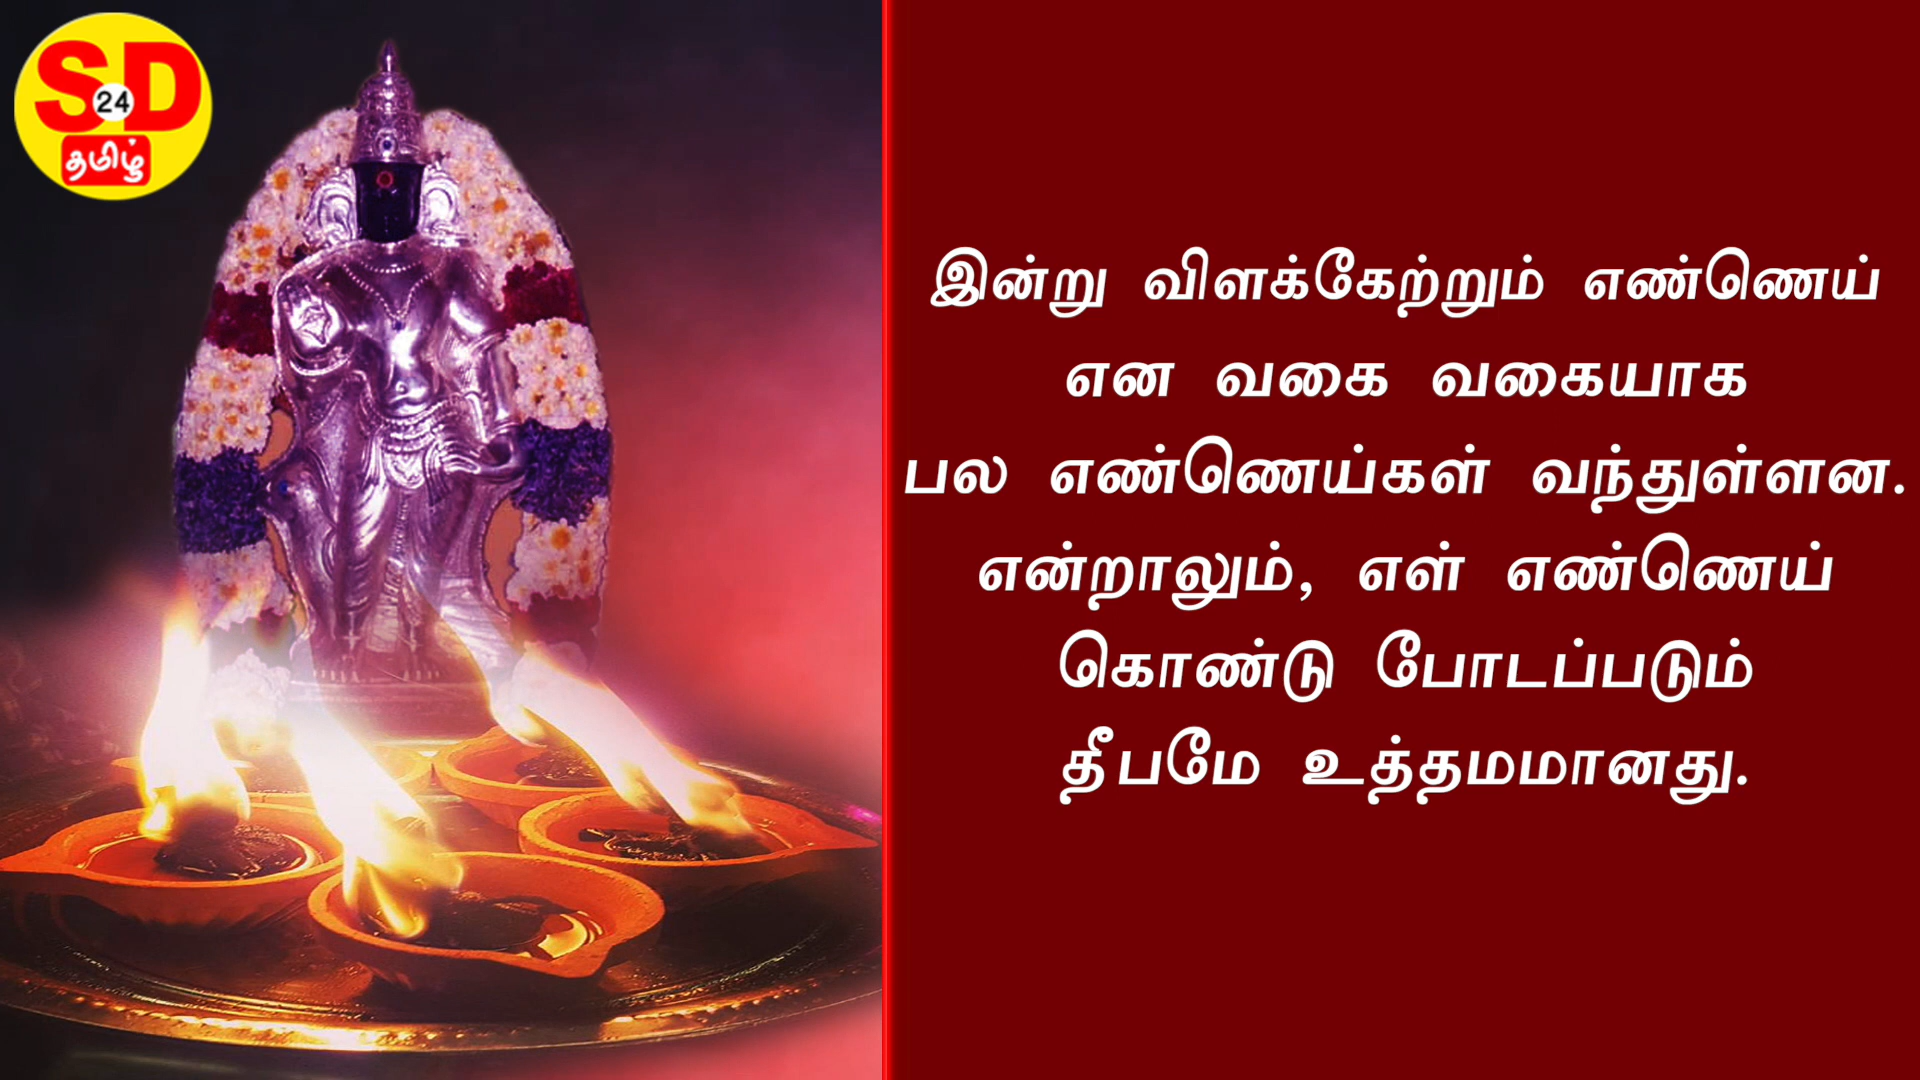 SD
24
தமிழ்
இன்று விளக்கேற்றும் எண்ணெய்
என வகை வகையாக
பல எண்ணெய்கள் வந்துள்ளன.
என்றாலும், எள் எண்ணெய்
கொண்டு போடப்படும்
தீபமே உத்தமமானது.